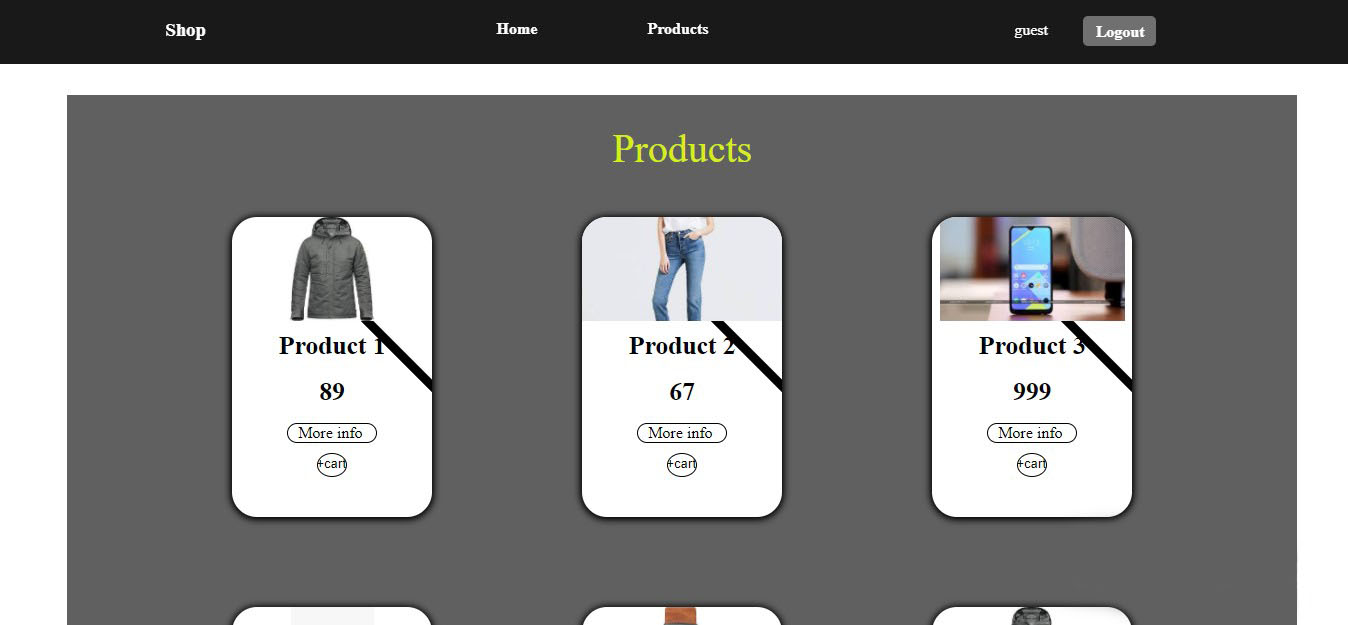 Shop Home Products guest Logout
Products
Product 1 Product 2 Product 3
89 67 999
More info More info More info
+cart +cart +cart